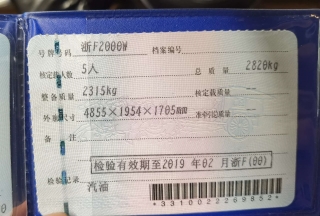 号牌号码 浙F2000W 档案编号
核定载人数 5人 总质量 2820kg
整备质量 2315kg 核定载质量 --
外廓尺寸 4855×1954×1705mm 准牵引总质量 --
备注
检验有效期至2019年02月浙F(00)
检验记录
汽油
*3310022269852*